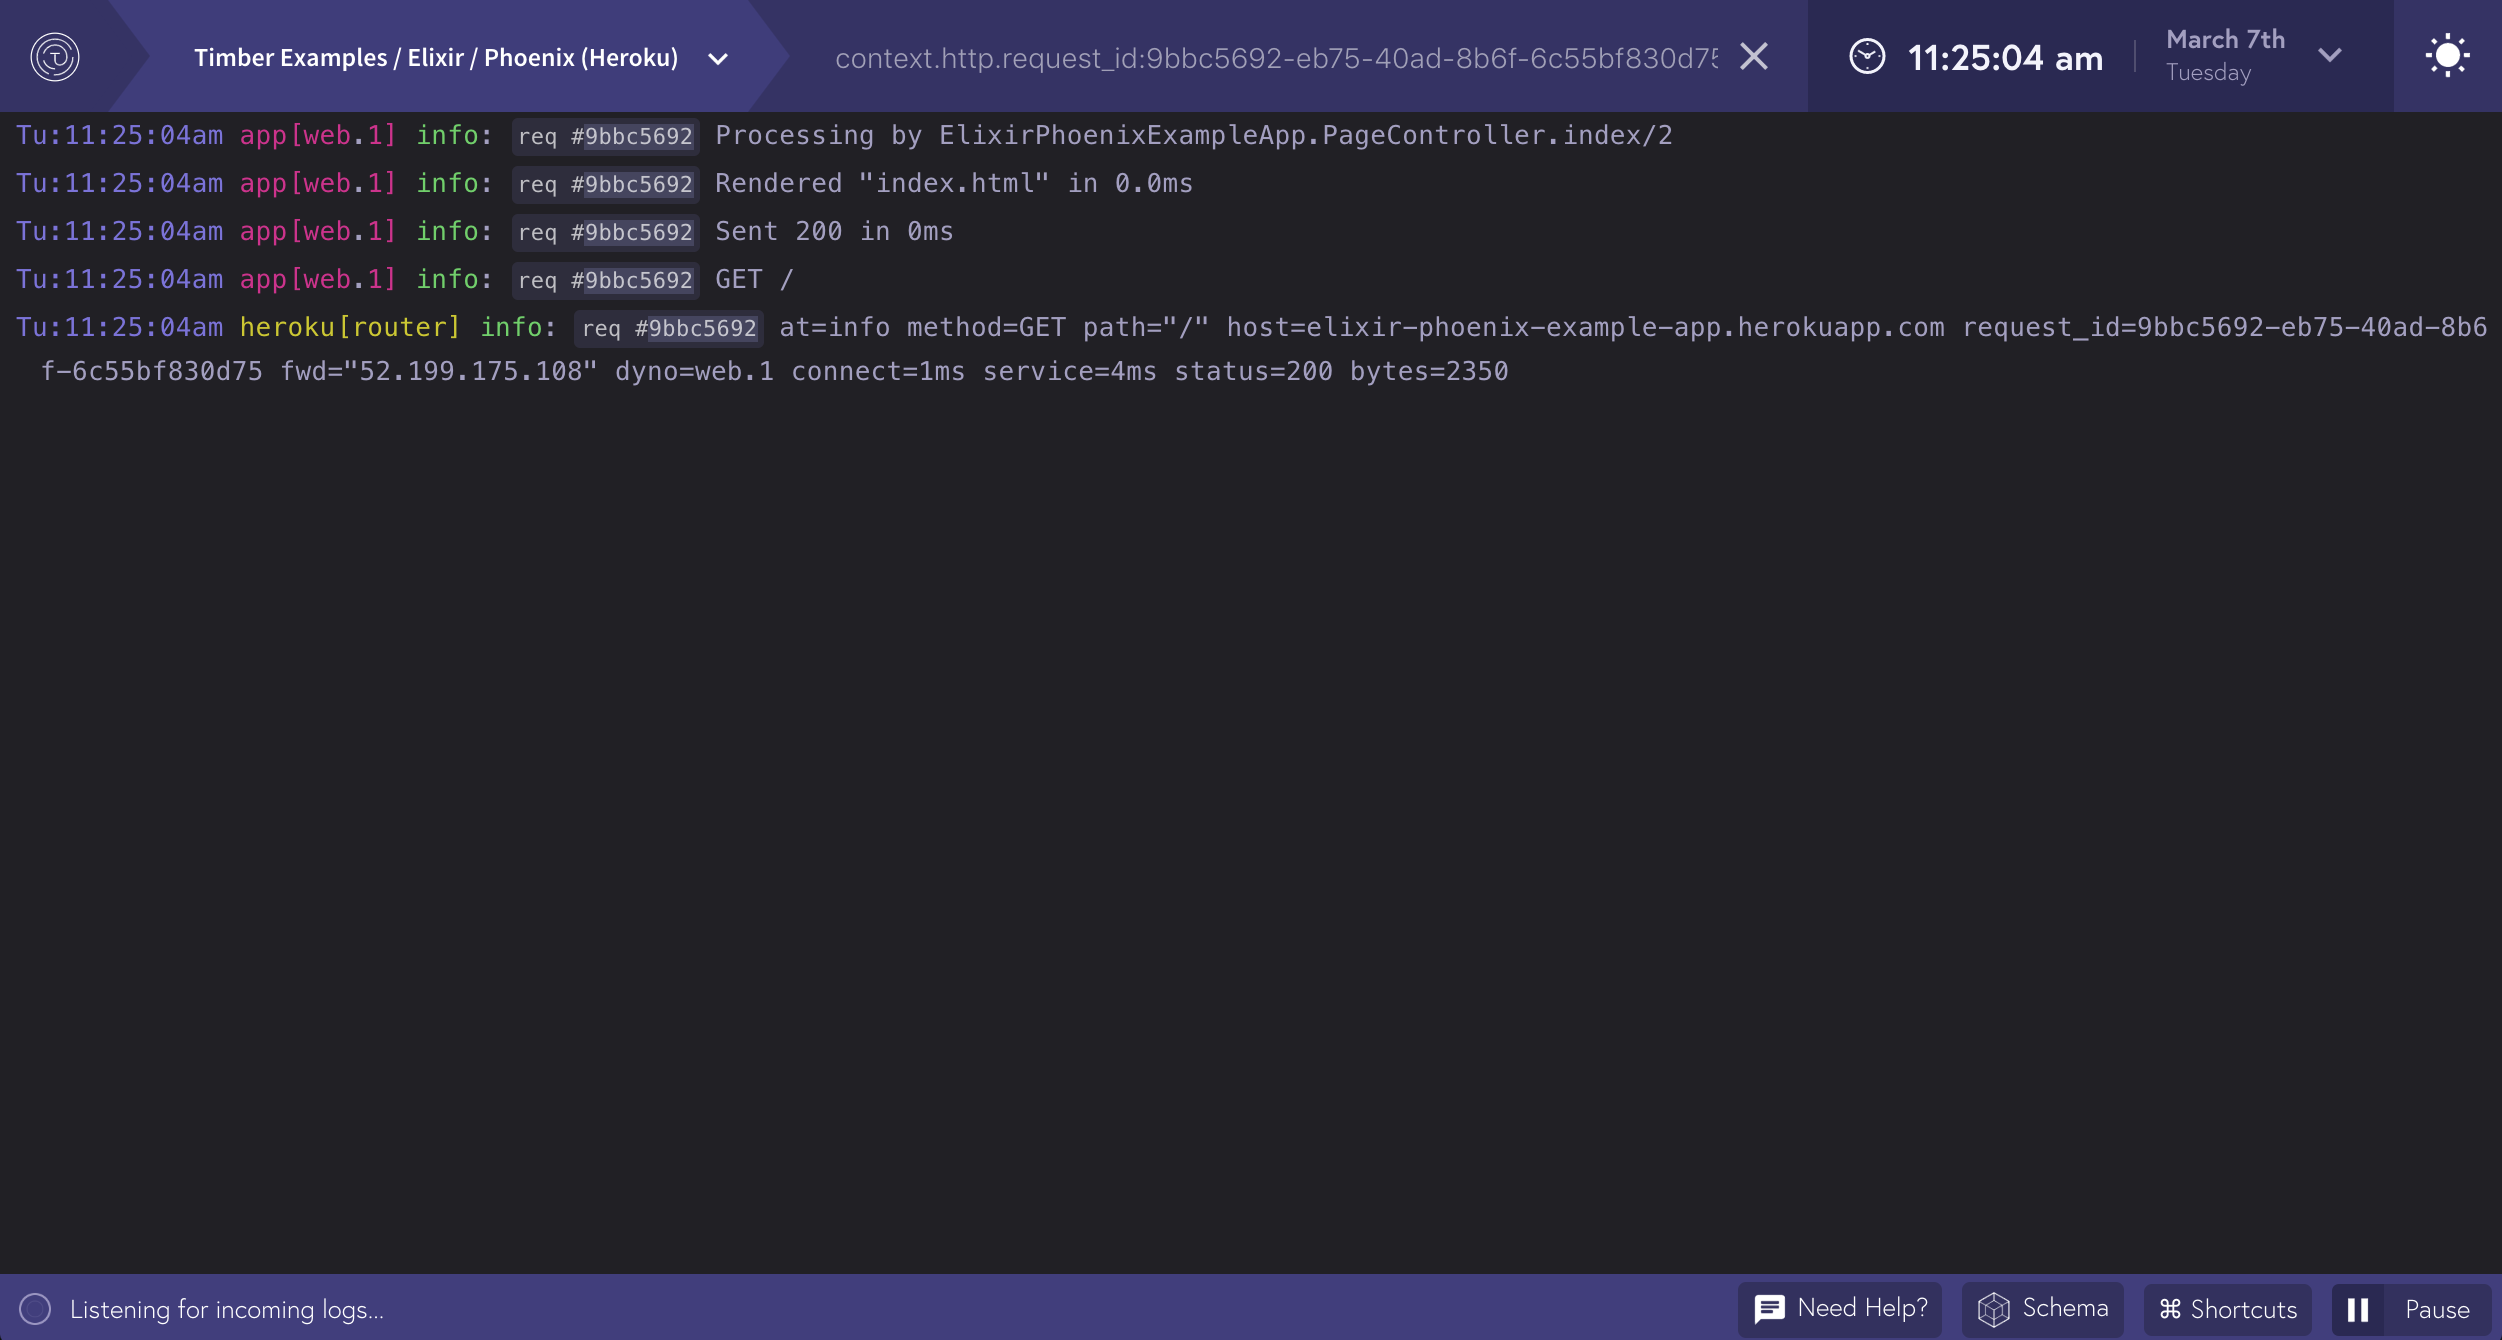 Timber Examples / Elixir / Phoenix (Heroku)
context.http.request_id:9bbc5692-eb75-40ad-8b6f-6c55bf830d75
11:25:04 am
March 7th
Tuesday
Tu:11:25:04am app[web.1] info: req #9bbc5692 Processing by ElixirPhoenixExampleApp.PageController.index/2
Tu:11:25:04am app[web.1] info: req #9bbc5692 Rendered "index.html" in 0.0ms
Tu:11:25:04am app[web.1] info: req #9bbc5692 Sent 200 in 0ms
Tu:11:25:04am app[web.1] info: req #9bbc5692 GET /
Tu:11:25:04am heroku[router] info: req #9bbc5692 at=info method=GET path="/" host=elixir-phoenix-example-app.herokuapp.com request_id=9bbc5692-eb75-40ad-8b6
f-6c55bf830d75 fwd="52.199.175.108" dyno=web.1 connect=1ms service=4ms status=200 bytes=2350
Listening for incoming logs...
Need Help?
Schema
⌘ Shortcuts
Pause